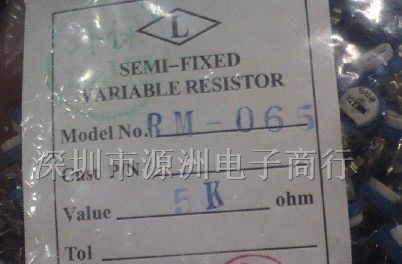 L
SEMI-FIXED
VARIABLE RESISTOR
Model No. RM-065
深圳市源洲电子商行
Cust P/N
Value 5K ohm
Tol